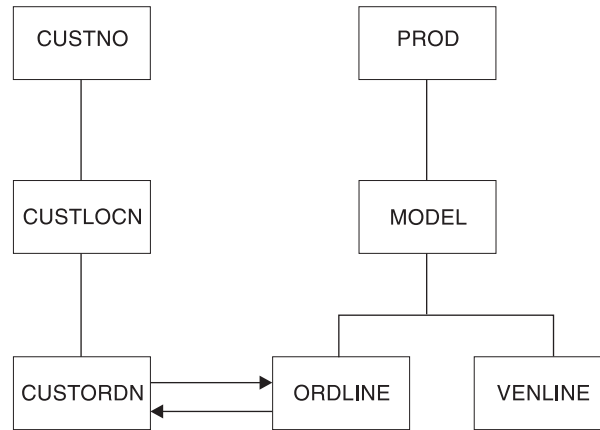 CUSTNO
PROD
CUSTLOCN
MODEL
CUSTORDN
ORDLINE
VENLINE